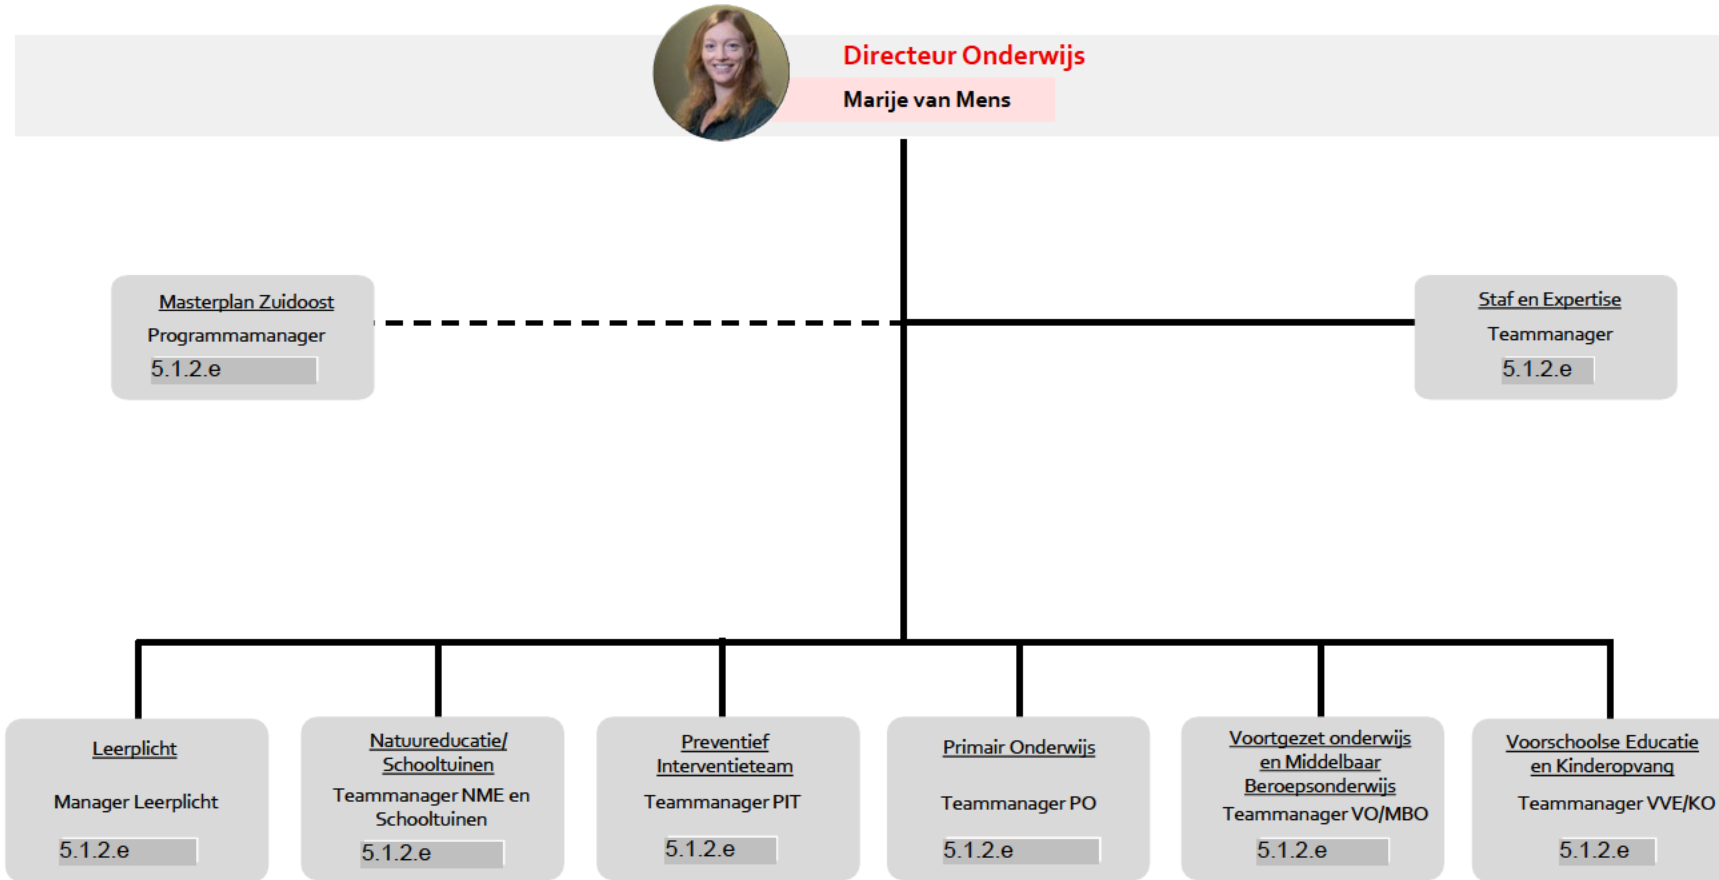 Directeur Onderwijs
Marije van Mens
Masterplan Zuidoost
Programmamanager
5.1.2.e
Staf en Expertise
Teammanager
5.1.2.e
Leerplicht
Manager Leerplicht
5.1.2.e
Natuureducatie/
Schooltuinen
Teammanager NME en
Schooltuinen
5.1.2.e
Preventief
Interventieteam
Teammanager PIT
5.1.2.e
Primair Onderwijs
Teammanager PO
5.1.2.e
Voortgezet onderwijs
en Middelbaar
Beroepsonderwijs
Teammanager VO/MBO
5.1.2.e
Voorschoolse Educatie
en Kinderopvang
Teammanager VVE/KO
5.1.2.e